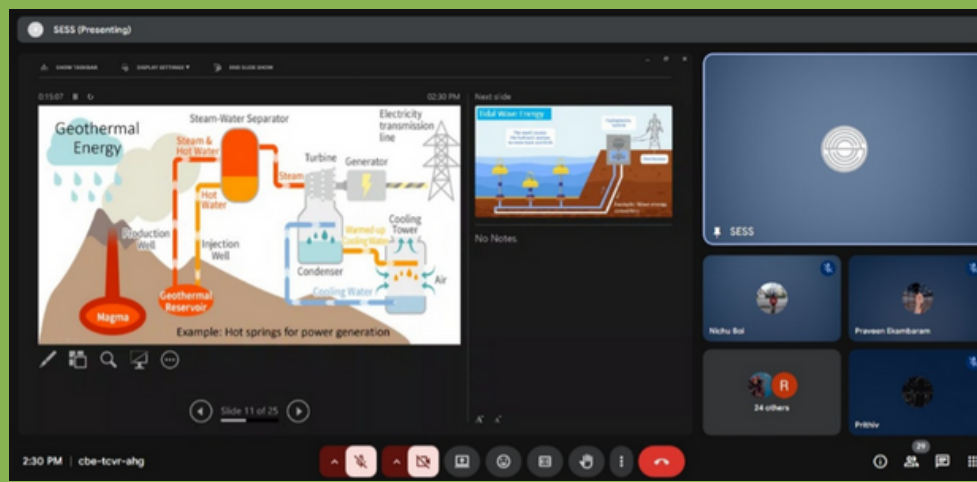 SESS (Presenting)
SHOW TASKBAR DISPLAY SETTINGS ▾ END SLIDE SHOW
0:15:07 02:30 PM Next slide
Geothermal
Energy
Steam-Water Separator
Electricity
transmission
line
Steam &
Hot Water
Turbine
Generator
Steam
Hot
Water
Production
Well
Injection
Well
Warmed up
Cooling Water
Cooling
Tower
Condenser
Air
Cooling Water
Geothermal
Reservoir
Magma
Example: Hot springs for power generation
Slide 11 of 25
Tidal Wave Energy
No Notes
SESS
Nichu Bol
Praveen Ekambaram
R
24 others
Prithiv
2:30 PM | cbe-tcvr-ahg
29